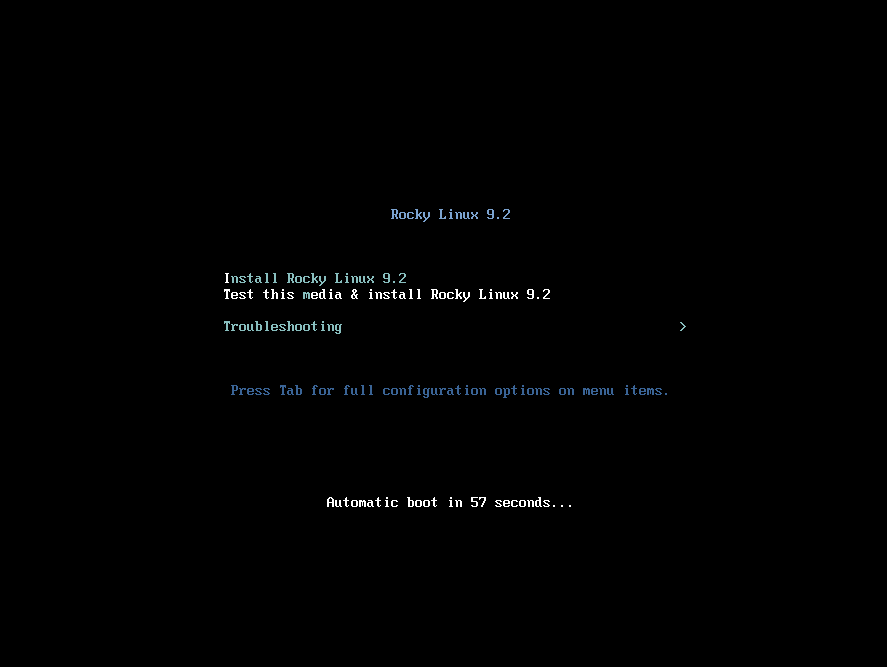 Rocky Linux 9.2
Install Rocky Linux 9.2
Test this media & install Rocky Linux 9.2
Troubleshooting >
Press Tab for full configuration options on menu items.
Automatic boot in 57 seconds...